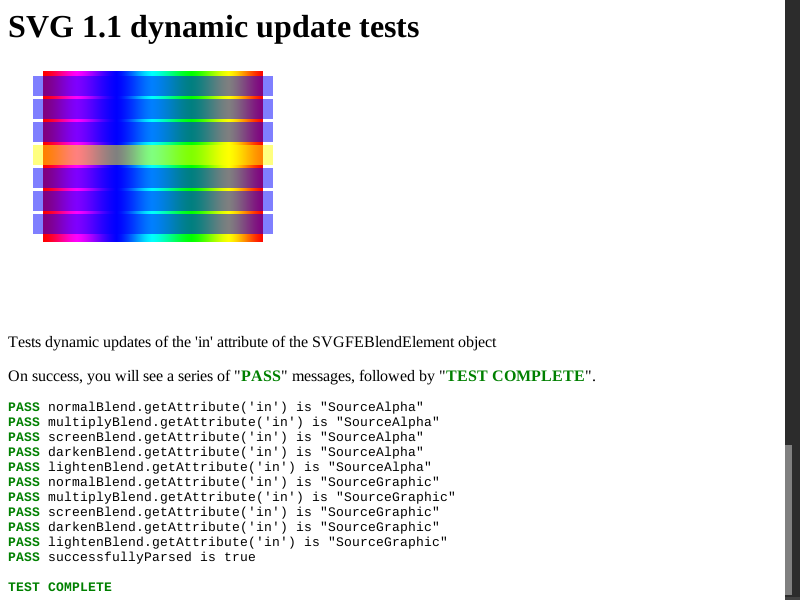 SVG 1.1 dynamic update tests
Tests dynamic updates of the 'in' attribute of the SVGFEBlendElement object
On success, you will see a series of "PASS" messages, followed by "TEST COMPLETE".
PASS normalBlend.getAttribute('in') is "SourceAlpha"
PASS multiplyBlend.getAttribute('in') is "SourceAlpha"
PASS screenBlend.getAttribute('in') is "SourceAlpha"
PASS darkenBlend.getAttribute('in') is "SourceAlpha"
PASS lightenBlend.getAttribute('in') is "SourceAlpha"
PASS normalBlend.getAttribute('in') is "SourceGraphic"
PASS multiplyBlend.getAttribute('in') is "SourceGraphic"
PASS screenBlend.getAttribute('in') is "SourceGraphic"
PASS darkenBlend.getAttribute('in') is "SourceGraphic"
PASS lightenBlend.getAttribute('in') is "SourceGraphic"
PASS successfullyParsed is true
TEST COMPLETE